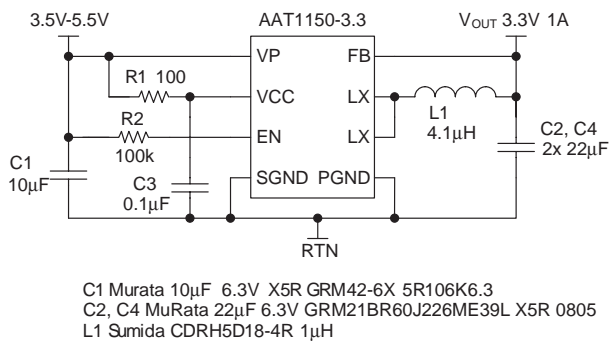 3.5V-5.5V
AAT1150-3.3
VOUT 3.3V 1A
VP
FB
R1 100
VCC
LX
L1
4.1µH
R2
100k
EN
LX
C2, C4
2x 22µF
C1
10µF
C3
0.1µF
SGND
PGND
RTN
C1 Murata 10µF 6.3V X5R GRM42-6X 5R106K6.3
C2, C4 MuRata 22µF 6.3V GRM21BR60J226ME39L X5R 0805
L1 Sumida CDRH5D18-4R 1µH